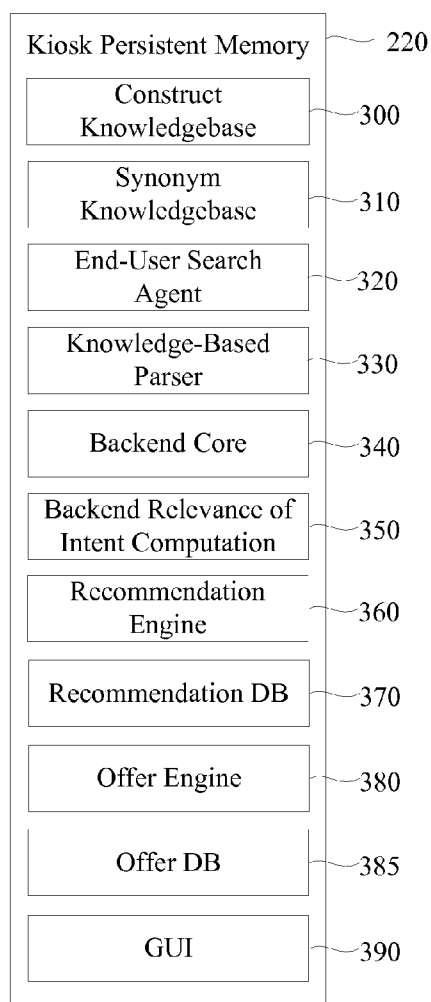 Kiosk Persistent Memory 220
Construct
Knowledgebase 300
Synonym
Knowledgebase 310
End-User Search
Agent 320
Knowledge-Based
Parser 330
Backend Core 340
Backend Relevance of
Intent Computation 350
Recommendation
Engine 360
Recommendation DB 370
Offer Engine 380
Offer DB 385
GUI 390